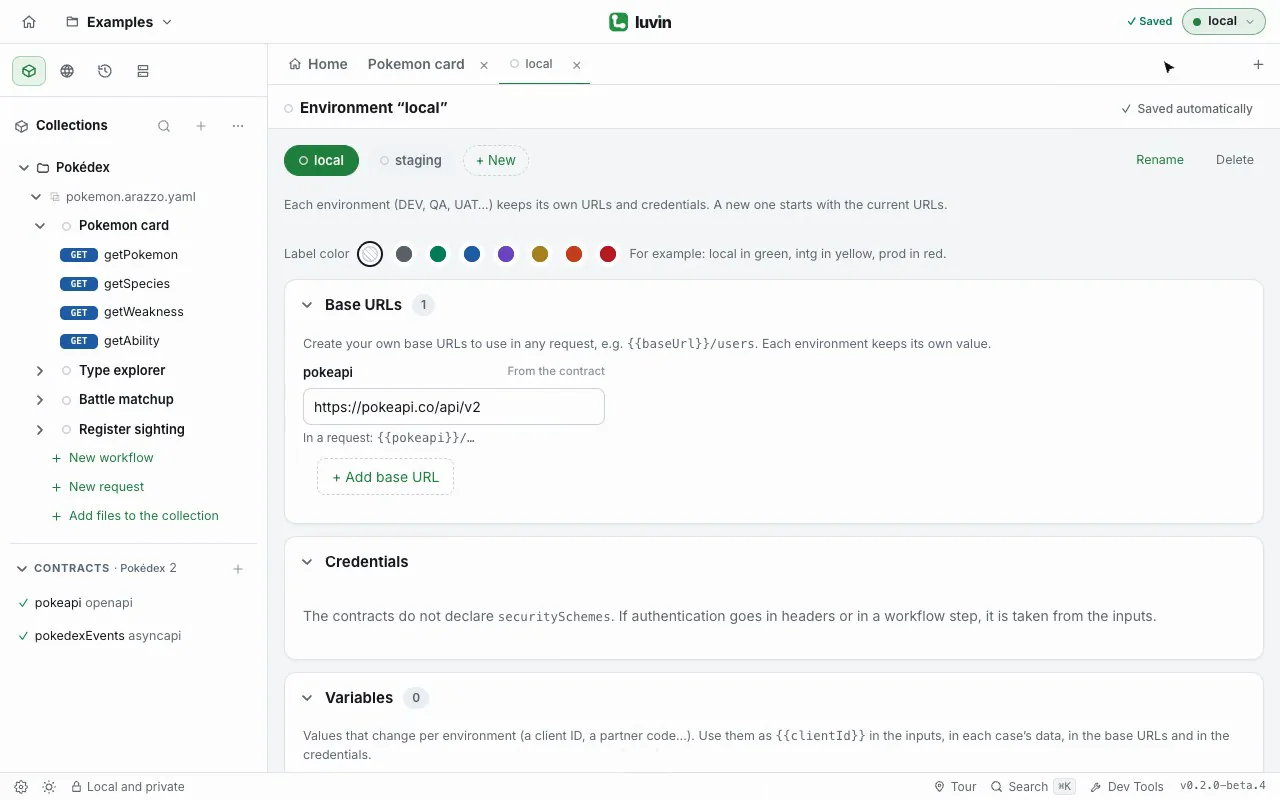 Examples
luvin
Saved
local
Home
Pokemon card
local
Collections
Environment “local”
Saved automatically
Pokédex
pokemon.arazzo.yaml
Pokemon card
GET getPokemon
GET getSpecies
GET getWeakness
GET getAbility
Type explorer
Battle matchup
Register sighting
+ New workflow
+ New request
+ Add files to the collection
CONTRACTS · Pokédex 2
pokeapi openapi
pokedexEvents asyncapi
local
staging
+ New
Rename
Delete
Each environment (DEV, QA, UAT…) keeps its own URLs and credentials. A new one starts with the current URLs.
Label color
For example: local in green, intg in yellow, prod in red.
Base URLs 1
Create your own base URLs to use in any request, e.g. {{baseUrl}}/users. Each environment keeps its own value.
pokeapi
From the contract
https://pokeapi.co/api/v2
In a request: {{pokeapi}}/…
+ Add base URL
Credentials
The contracts do not declare securitySchemes. If authentication goes in headers or in a workflow step, it is taken from the inputs.
Variables 0
Values that change per environment (a client ID, a partner code…). Use them as {{clientId}} in the inputs, in each case’s data, in the base URLs and in the
credentials.
Local and private
Tour
Search ⌘K
Dev Tools
v0.2.0-beta.4